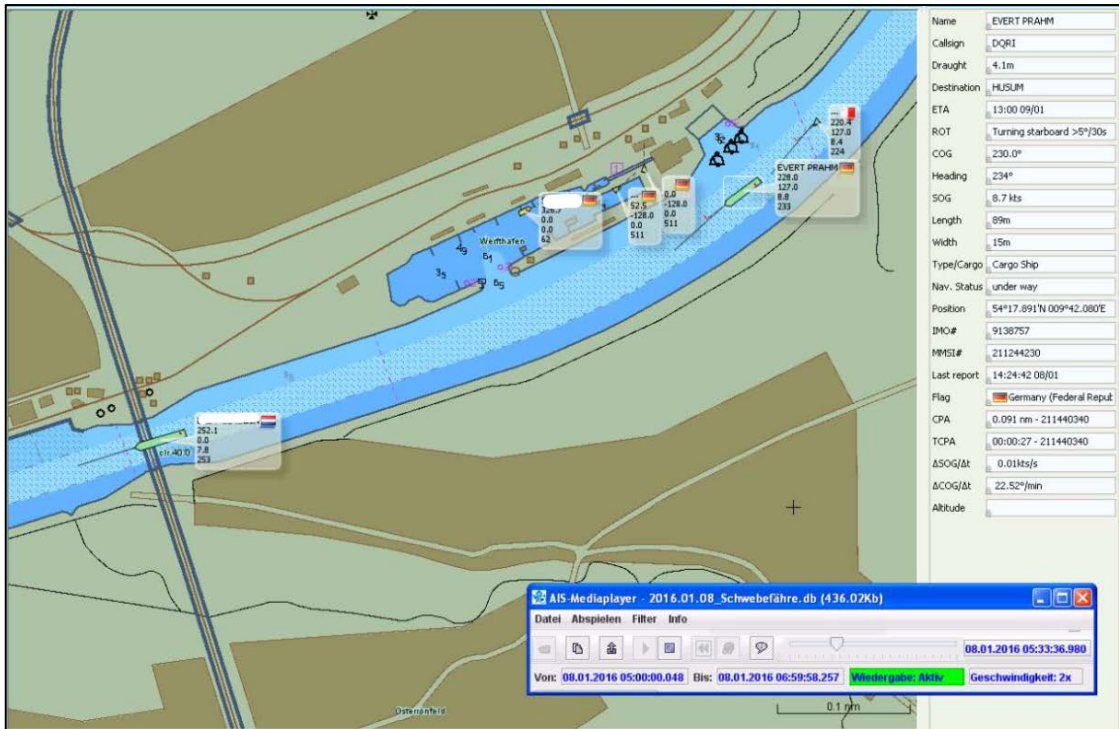 Name EVERT PRAHM
Callsign DQRI
Draught 4.1m
Destination HUSUM
ETA 13:00 09/01
ROT Turning starboard >5°/30s
COG 230.0°
Heading 234°
SOG 8.7 kts
Length 89m
Width 15m
Type/Cargo Cargo Ship
Nav. Status under way
Position 54°17.891'N 009°42.080'E
IMO# 9138757
MMSI# 211244230
Last report 14:24:42 08/01
Flag Germany (Federal Reput
CPA 0.091 nm - 211440340
TCPA 00:00:27 - 211440340
ΔSOG/Δt 0.01kts/s
ΔCOG/Δt 22.52°/min
Altitude
---
220.4
127.0
8.4
224
EVERT PRAHM
228.0
127.0
8.8
233
0.0
-128.0
0.0
511
---
52.5
-128.0
0.0
511
0.0
0.0
62
Werfthafen
252.1
0.0
7.8
253
clr 40.0
Osterrönfeld
0.1 nm
AIS-Mediaplayer - 2016.01.08_Schwebefähre.db (436.02Kb)
Datei Abspielen Filter Info
08.01.2016 05:33:36.980
Von: 08.01.2016 05:00:00.048 Bis: 08.01.2016 06:59:58.257 Wiedergabe: Aktiv Geschwindigkeit: 2x